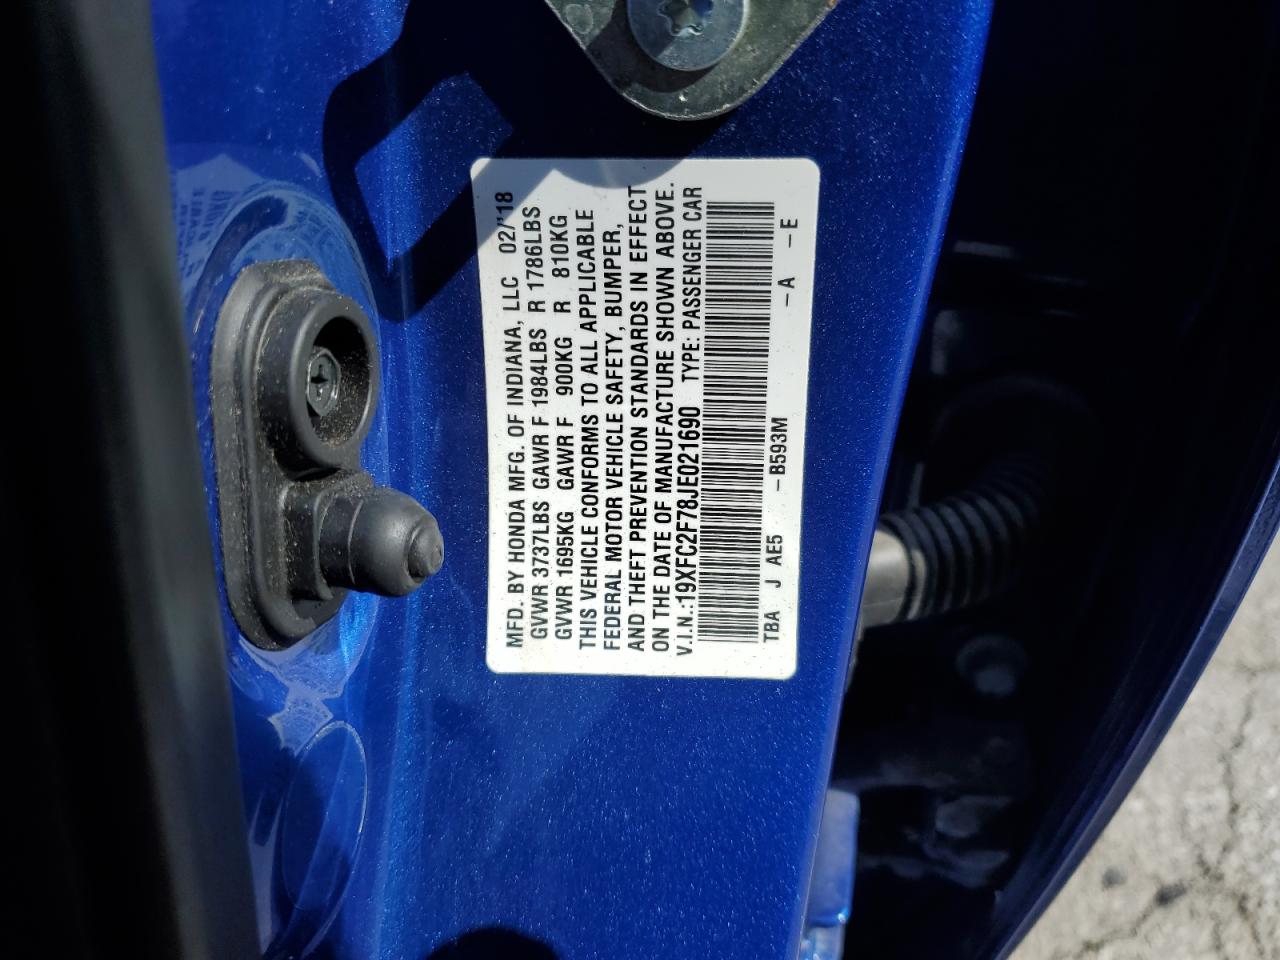 MFD. BY HONDA MFG. OF INDIANA, LLC 02/'18
GVWR 3737LBS GAWR F 1984LBS R 1786LBS
GVWR 1695KG GAWR F 900KG R 810KG
THIS VEHICLE CONFORMS TO ALL APPLICABLE
FEDERAL MOTOR VEHICLE SAFETY, BUMPER,
AND THEFT PREVENTION STANDARDS IN EFFECT
ON THE DATE OF MANUFACTURE SHOWN ABOVE.
V.I.N.:19XFC2F78JE021690 TYPE: PASSENGER CAR
TBA J AE5 -B593M -A -E